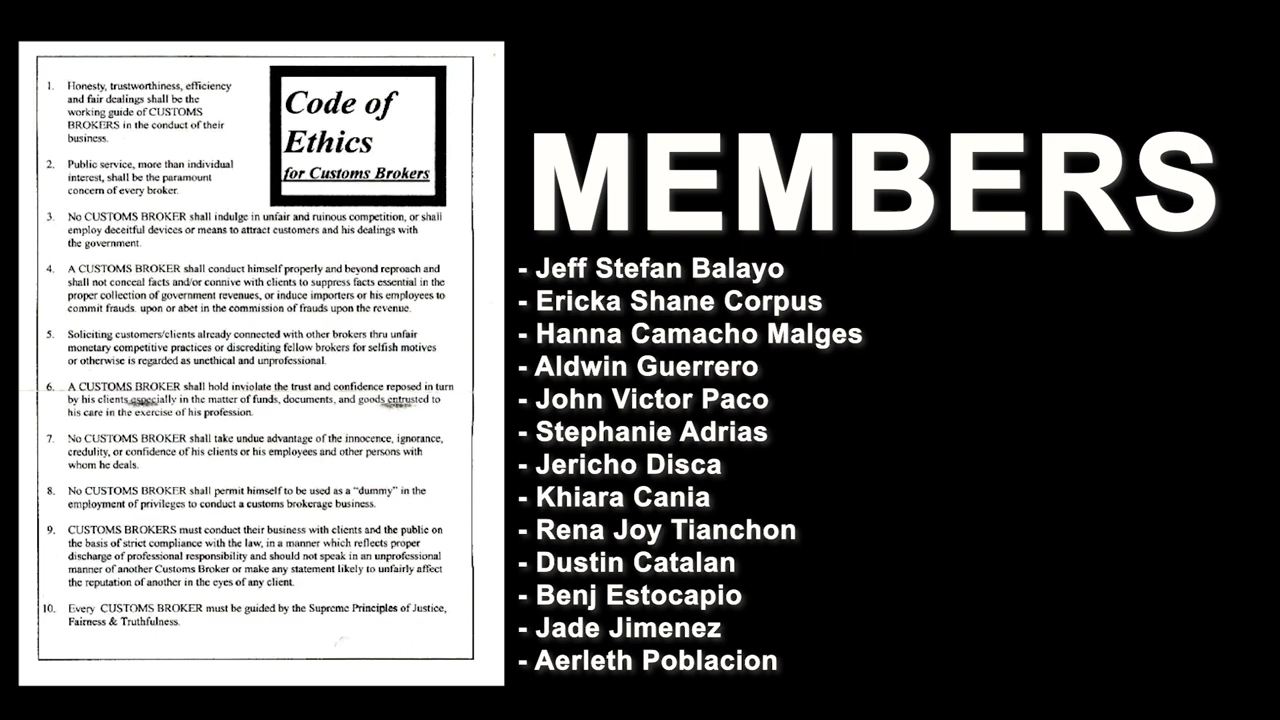 1. Honesty, trustworthiness, efficiency
and fair dealings shall be the
working guide of CUSTOMS
BROKERS in the conduct of their
business.
2. Public service, more than individual
interest, shall be the paramount
concern of every broker.
Code of
Ethics
for Customs Brokers
3. No CUSTOMS BROKER shall indulge in unfair and ruinous competition, or shall
employ deceitful devices or means to attract customers and his dealings with
the government.
4. A CUSTOMS BROKER shall conduct himself properly and beyond reproach and
shall not conceal facts and/or connive with clients to suppress facts essential in the
proper collection of government revenues, or induce importers or his employees to
commit frauds. upon or abet in the commission of frauds upon the revenue.
5. Soliciting customers/clients already connected with other brokers thru unfair
monetary competitive practices or discrediting fellow brokers for selfish motives
or otherwise is regarded as unethical and unprofessional.
6. A CUSTOMS BROKER shall hold inviolate the trust and confidence reposed in turn
by his clients especially in the matter of funds, documents, and goods entrusted to
his care in the exercise of his profession.
7. No CUSTOMS BROKER shall take undue advantage of the innocence, ignorance,
credulity, or confidence of his clients or his employees and other persons with
whom he deals.
8. No CUSTOMS BROKER shall permit himself to be used as a “dummy” in the
employment of privileges to conduct a customs brokerage business.
9. CUSTOMS BROKERS must conduct their business with clients and the public on
the basis of strict compliance with the law, in a manner which reflects proper
discharge of professional responsibility and should not speak in an unprofessional
manner of another Customs Broker or make any statement likely to unfairly affect
the reputation of another in the eyes of any client.
10. Every CUSTOMS BROKER must be guided by the Supreme Principles of Justice,
Fairness & Truthfulness.
MEMBERS
- Jeff Stefan Balayo
- Ericka Shane Corpus
- Hanna Camacho Malges
- Aldwin Guerrero
- John Victor Paco
- Stephanie Adrias
- Jericho Disca
- Khiara Cania
- Rena Joy Tianchon
- Dustin Catalan
- Benj Estocapio
- Jade Jimenez
- Aerleth Poblacion